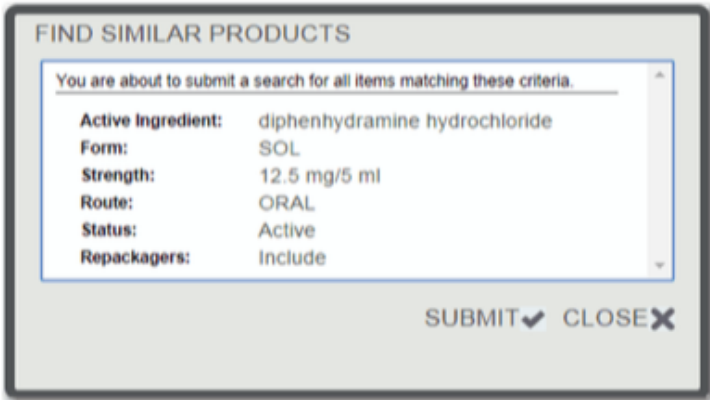 FIND SIMILAR PRODUCTS
You are about to submit a search for all items matching these criteria.
Active Ingredient: diphenhydramine hydrochloride
Form: SOL
Strength: 12.5 mg/5 ml
Route: ORAL
Status: Active
Repackagers: Include
SUBMIT CLOSE